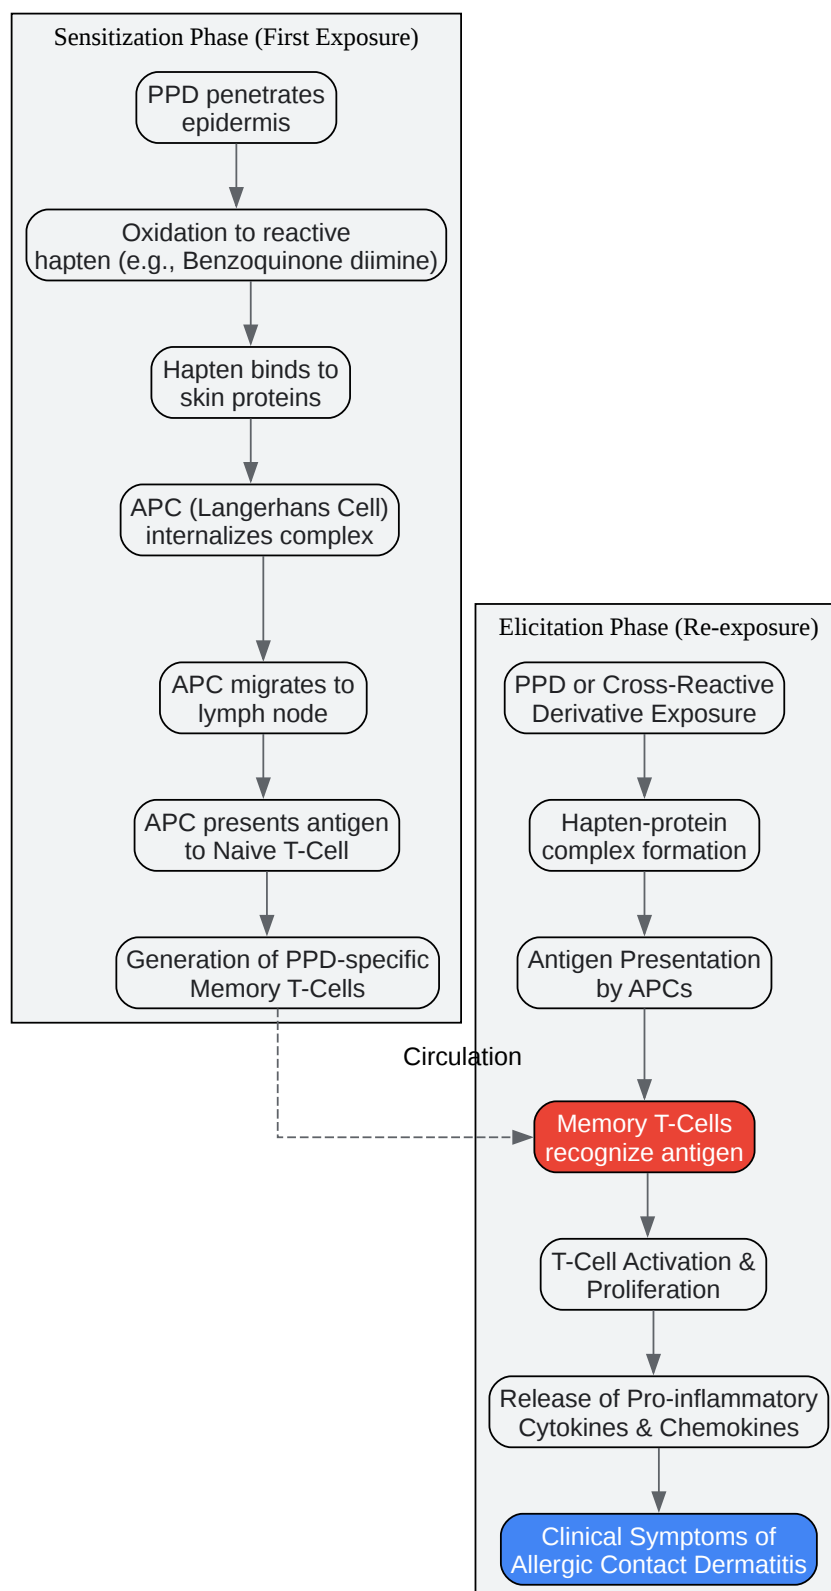 Sensitization Phase (First Exposure)
PPD penetrates
epidermis
Oxidation to reactive
hapten (e.g., Benzoquinone diimine)
Hapten binds to
skin proteins
APC (Langerhans Cell)
internalizes complex
APC migrates to
lymph node
APC presents antigen
to Naive T-Cell
Generation of PPD-specific
Memory T-Cells
Circulation
Elicitation Phase (Re-exposure)
PPD or Cross-Reactive
Derivative Exposure
Hapten-protein
complex formation
Antigen Presentation
by APCs
Memory T-Cells
recognize antigen
T-Cell Activation &
Proliferation
Release of Pro-inflammatory
Cytokines & Chemokines
Clinical Symptoms of
Allergic Contact Dermatitis